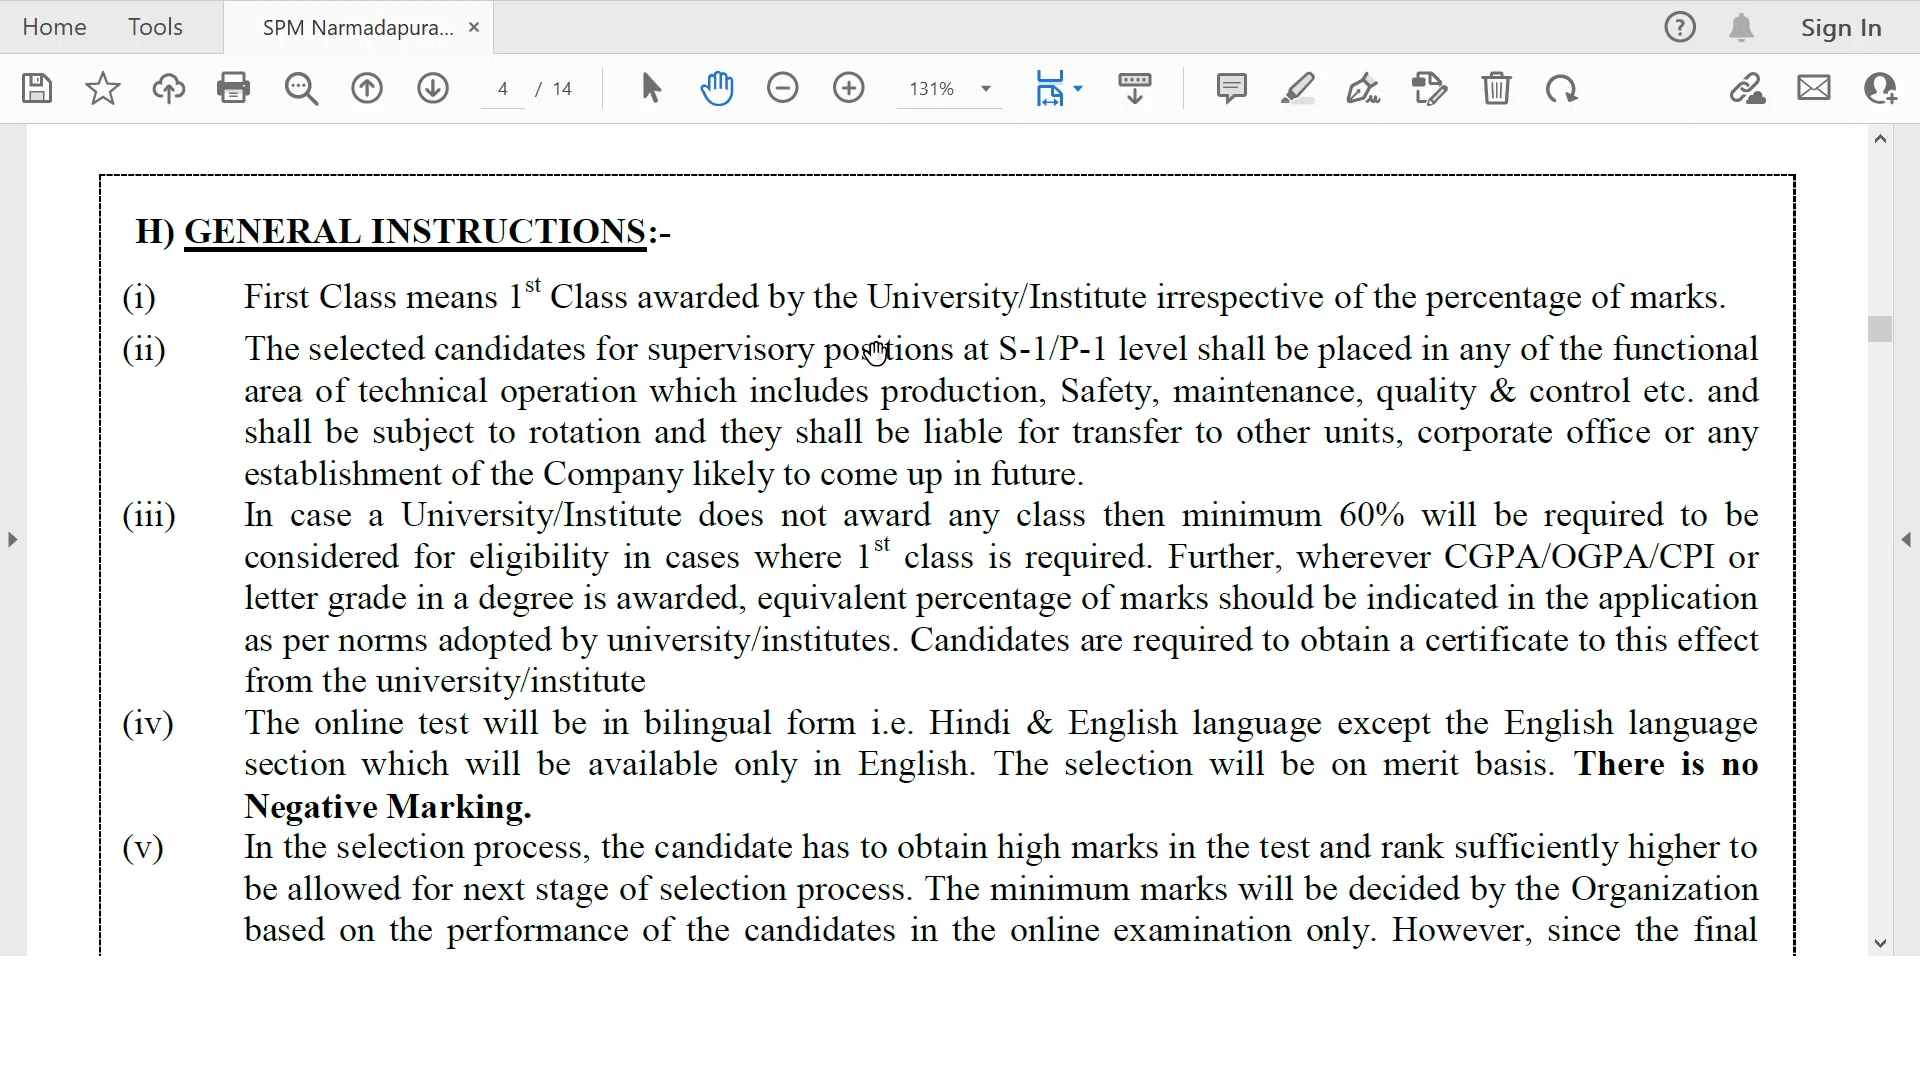 Home Tools SPM Narmadapura... × Sign In
4 / 14 131%
H) GENERAL INSTRUCTIONS:-
(i) First Class means 1st Class awarded by the University/Institute irrespective of the percentage of marks.
(ii) The selected candidates for supervisory positions at S-1/P-1 level shall be placed in any of the functional
area of technical operation which includes production, Safety, maintenance, quality & control etc. and
shall be subject to rotation and they shall be liable for transfer to other units, corporate office or any
establishment of the Company likely to come up in future.
(iii) In case a University/Institute does not award any class then minimum 60% will be required to be
considered for eligibility in cases where 1st class is required. Further, wherever CGPA/OGPA/CPI or
letter grade in a degree is awarded, equivalent percentage of marks should be indicated in the application
as per norms adopted by university/institutes. Candidates are required to obtain a certificate to this effect
from the university/institute
(iv) The online test will be in bilingual form i.e. Hindi & English language except the English language
section which will be available only in English. The selection will be on merit basis. There is no
Negative Marking.
(v) In the selection process, the candidate has to obtain high marks in the test and rank sufficiently higher to
be allowed for next stage of selection process. The minimum marks will be decided by the Organization
based on the performance of the candidates in the online examination only. However, since the final